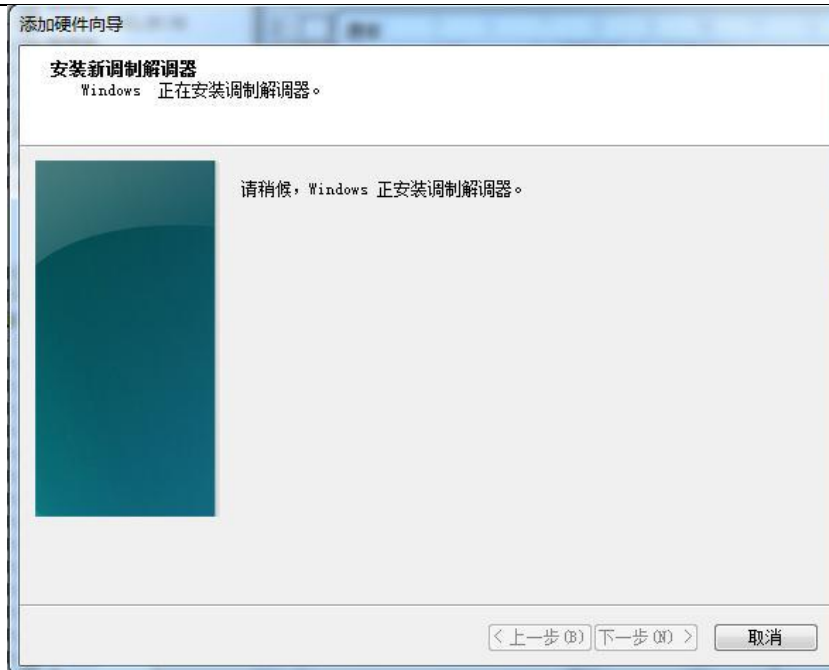 添加硬件向导
安装新调制解调器
Windows 正在安装调制解调器。
请稍候，Windows 正安装调制解调器。
< 上一步(B) 下一步(N) > 取消